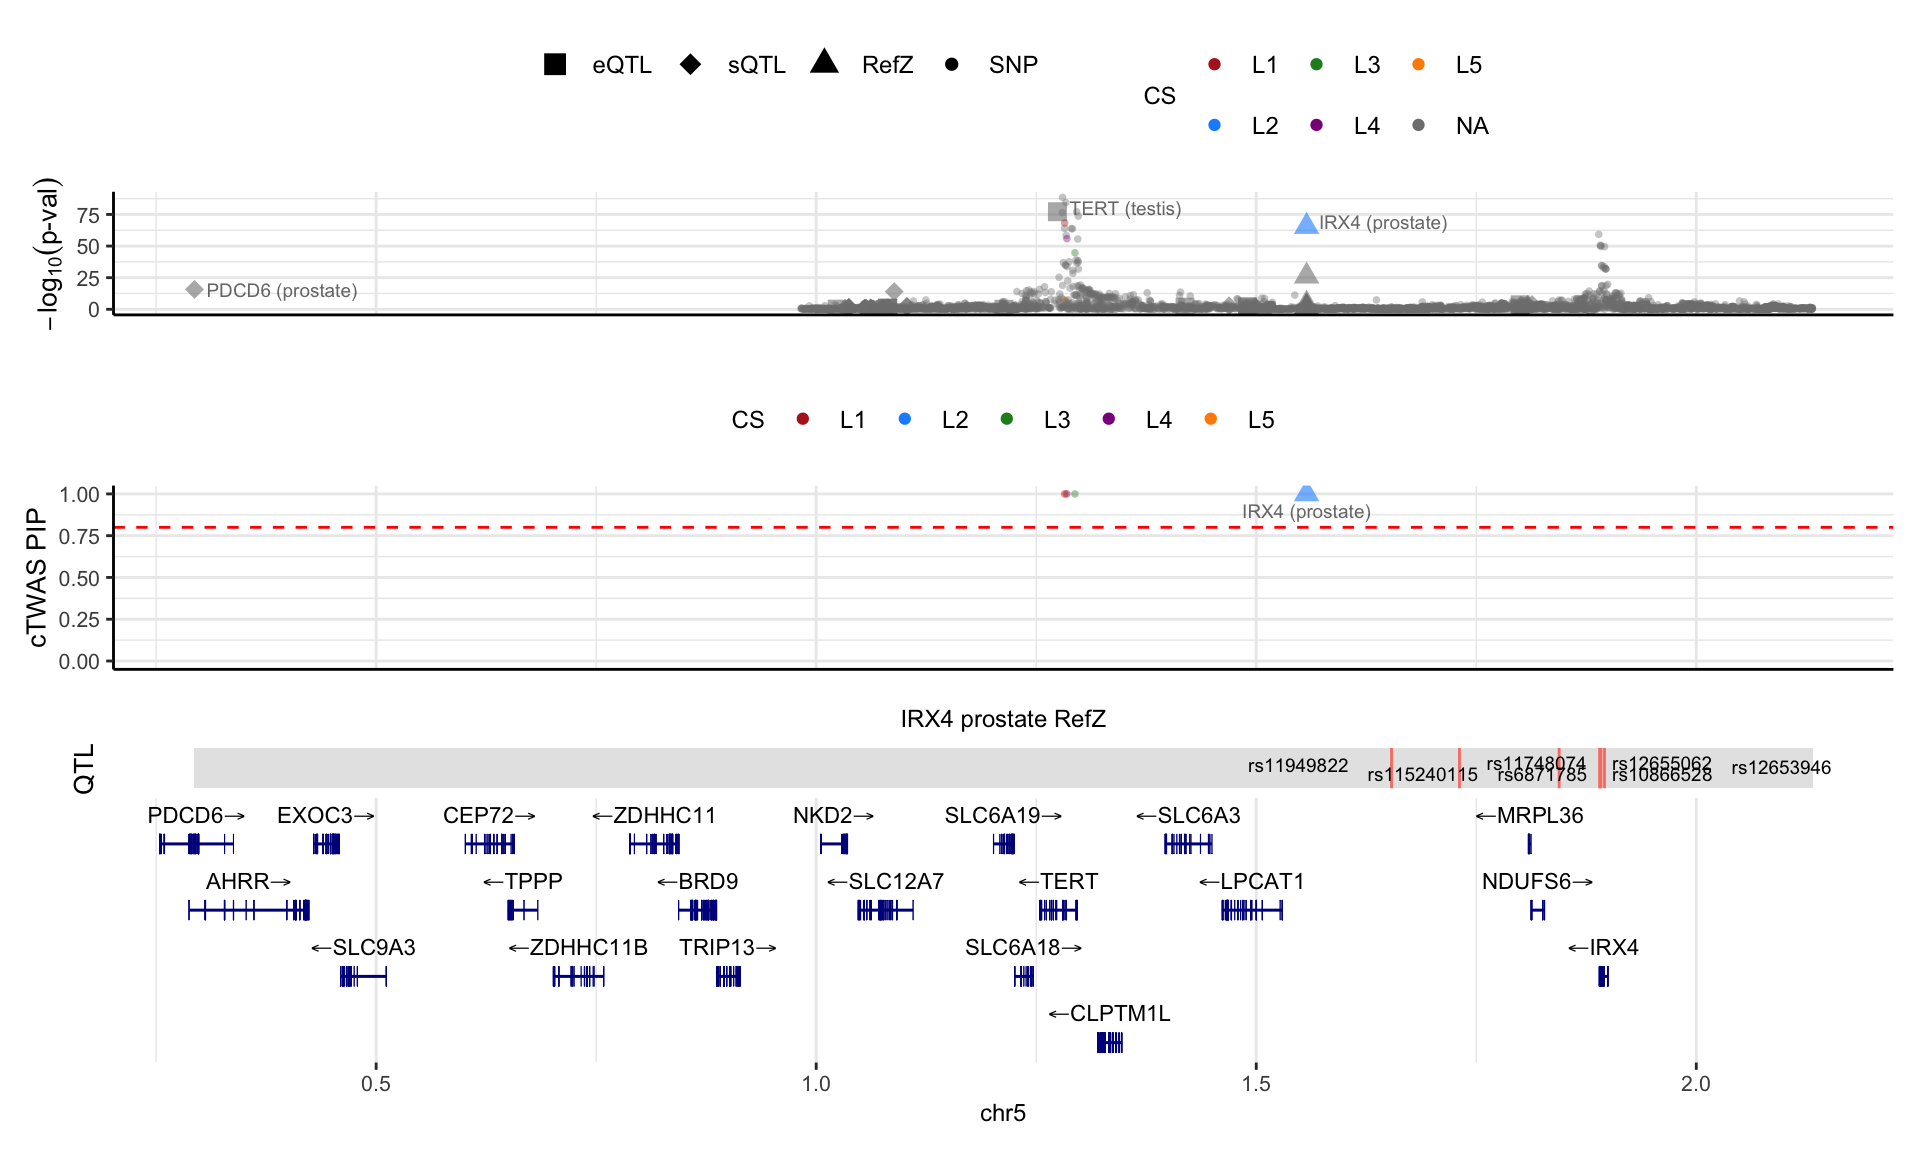 eQTL sQTL RefZ SNP
CS
L1 L3 L5
L2 L4 NA
−log10(p-val)
75
50
25
0
TERT (testis)
IRX4 (prostate)
PDCD6 (prostate)
CS L1 L2 L3 L4 L5
cTWAS PIP
1.00
0.75
0.50
0.25
0.00
IRX4 (prostate)
IRX4 prostate RefZ
QTL
rs11949822 rs11748074 rs12655062 rs12653946
rs115240115 rs6871785 rs10866528
PDCD6→ EXOC3→ CEP72→ ←ZDHHC11 NKD2→ SLC6A19→ ←SLC6A3 ←MRPL36
AHRR→ ←TPPP ←BRD9 ←SLC12A7 ←TERT ←LPCAT1 NDUFS6→
←SLC9A3 ←ZDHHC11B TRIP13→ SLC6A18→ ←IRX4
←CLPTM1L
0.5 1.0 1.5 2.0
chr5